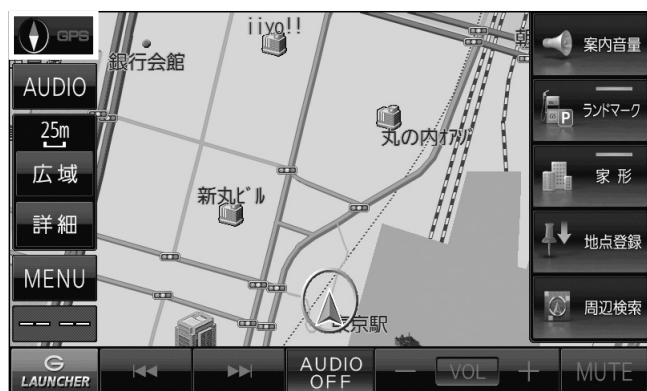 GPS
iiyo!!
銀行会館
案内音量
AUDIO
丸の内ｵｱｿﾞ
GS
P
ランドマーク
25m
広域
新丸ビル
家形
詳細
地点登録
MENU
東京駅
周辺検索
-- --
G
LAUNCHER
AUDIO
OFF
− VOL +
MUTE